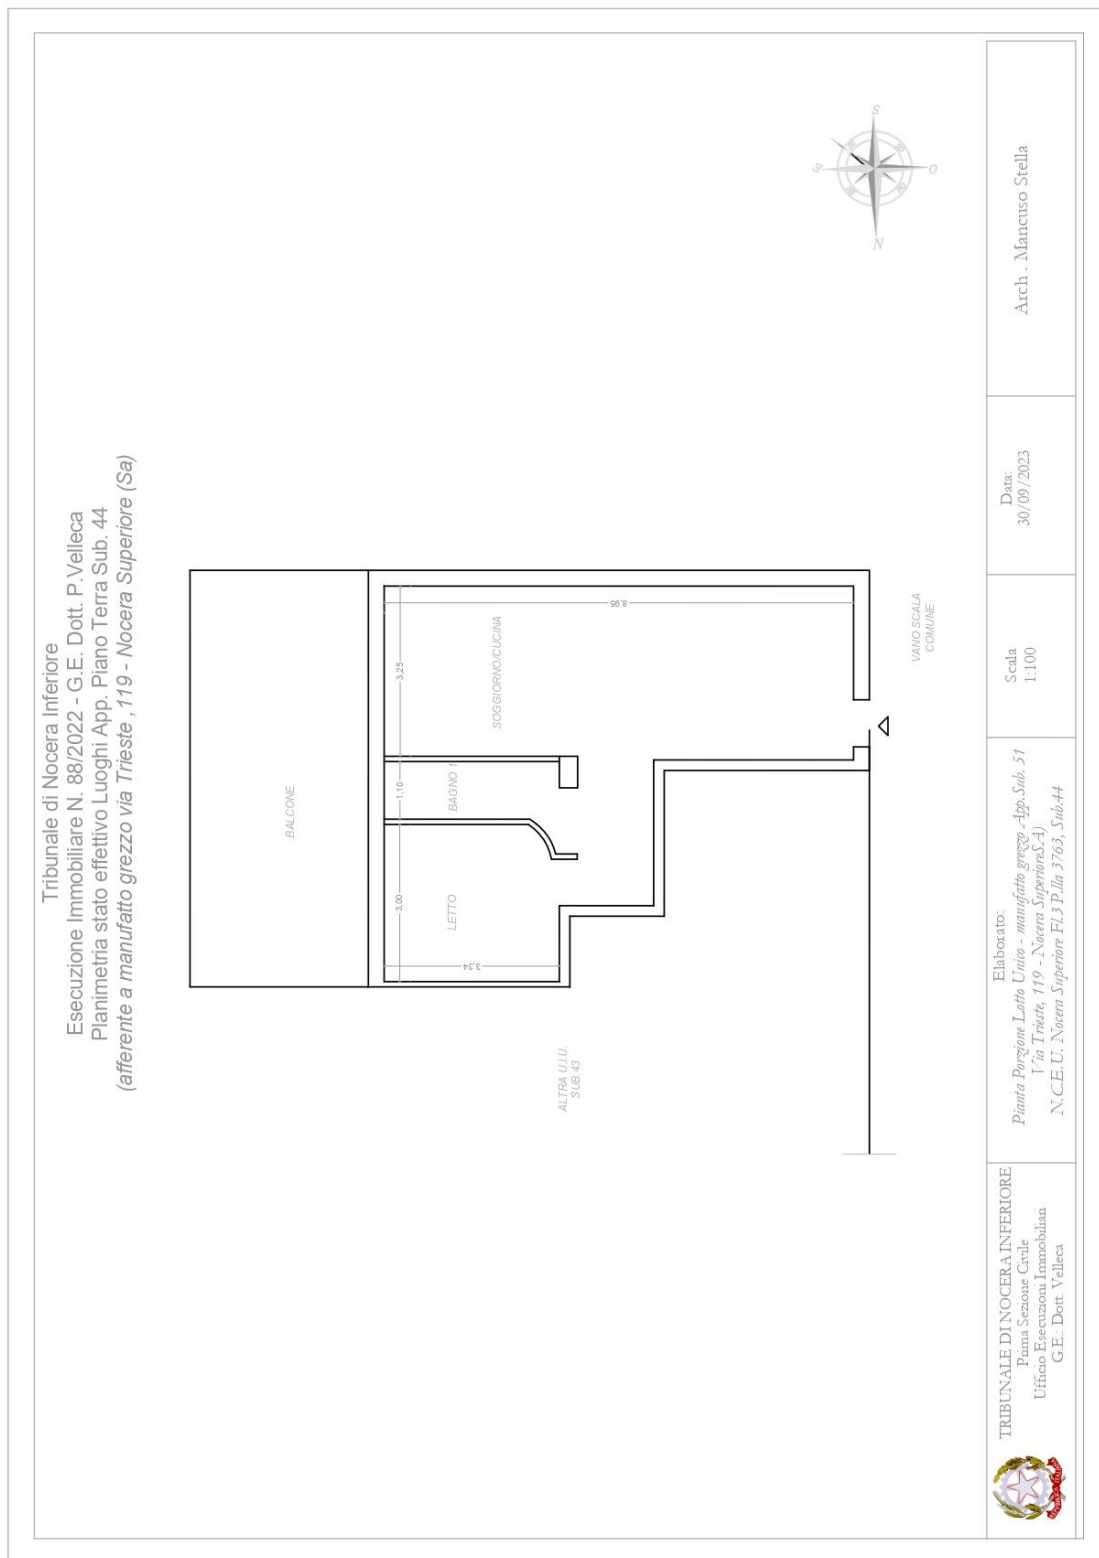 Tribunale di Nocera Inferiore
Esecuzione Immobiliare N. 88/2022 - G.E. Dott. P.Velleca
Planimetria stato effettivo Luoghi App. Piano Terra Sub. 44
(afferente a manufatto grezzo via Trieste ,119 - Nocera Superiore (Sa)
BALCONE
3,00
1,10
3,25
LETTO
BAGNO 1
SOGGIORNO/CUCINA
3,34
8,95
ALTRA U.I.U.
SUB 43
VANO SCALA
COMUNE
S
E
O
N
TRIBUNALE DI NOCERA INFERIORE
Prima Sezione Civile
Ufficio Esecuzioni Immobiliari
G.E.: Dott. Velleca
Elaborato:
Pianta Porzione Lotto Unico - manufatto grezzo App.Sub. 51
Via Trieste, 119 - Nocera SuperioreSA)
N.C.E.U. Nocera Superiore Fl.3 P.lla 3763, Sub.44
Scala
1:100
Data:
30/09/2023
Arch . Mancuso Stella